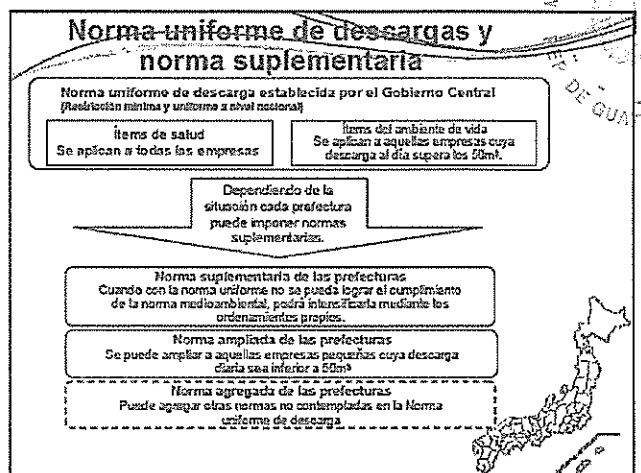 Norma uniforme de descargas y
norma suplementaria
Norma uniforme de descarga establecida por el Gobierno Central
(Restricción mínima y uniforme a nivel nacional)
Ítems de salud
Se aplican a todas las empresas
Ítems del ambiente de vida
Se aplican a aquellas empresas cuya
descarga al día supera los 50m³.
Dependiendo de la
situación cada prefectura
puede imponer normas
suplementarias.
Norma suplementaria de las prefecturas
Cuando con la norma uniforme no se pueda lograr el cumplimiento
de la norma medioambiental, podrá intensificarla mediante los
ordenamientos propios.
Norma ampliada de las prefecturas
Se puede ampliar a aquellas empresas pequeñas cuya descarga
diaria sea inferior a 50m³
Norma agregada de las prefecturas
Puede agregar otras normas no contempladas en la Norma
uniforme de descarga
DE GUA